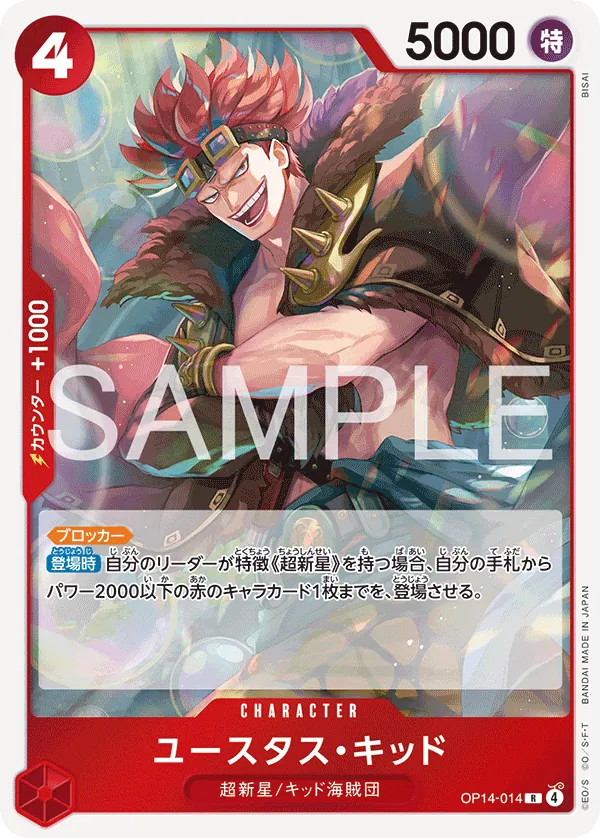 4
5000
特
BISAI
カウンター +1000
SAMPLE
ブロッカー
登場時 自分のリーダーが特徴《超新星》を持つ場合、自分の手札から
パワー2000以下の赤のキャラカード1枚までを、登場させる。
CHARACTER
ユースタス・キッド
超新星/キッド海賊団
OP14-014 R 4
©E/S ©O/S・F・T BANDAI MADE IN JAPAN